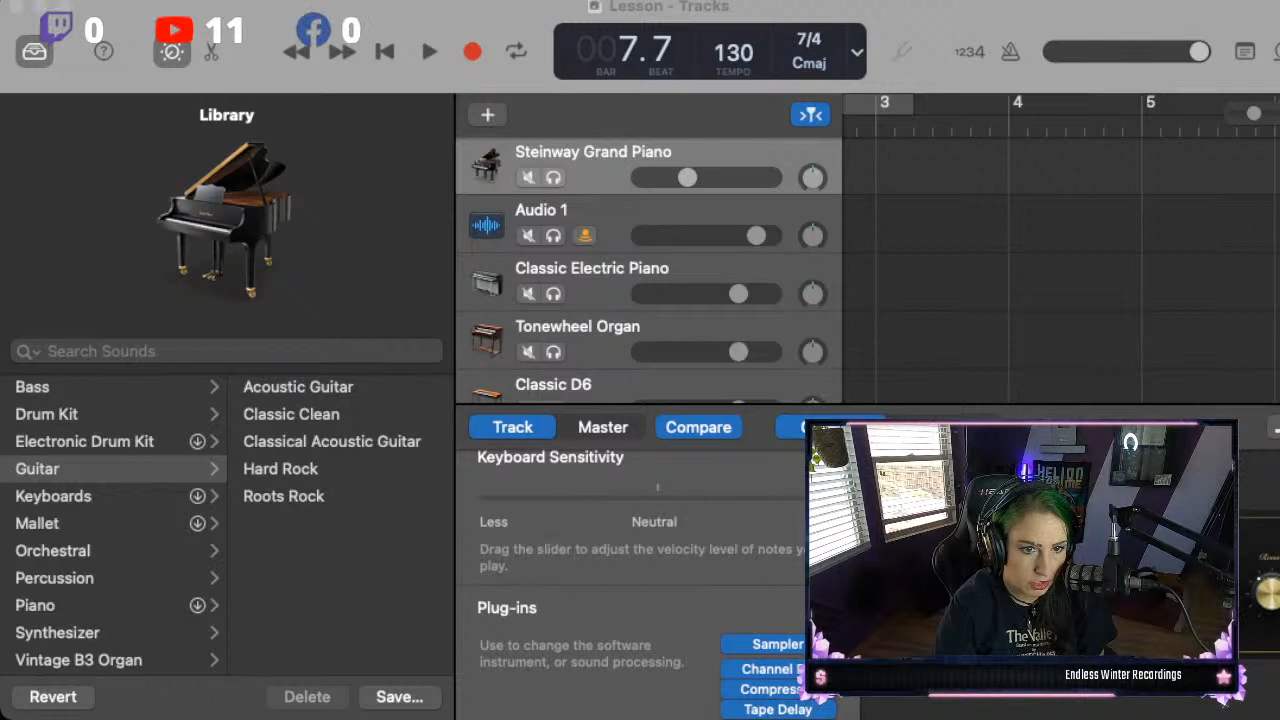 Lesson - Tracks
0
11
0
007.7
BAR
BEAT
130
TEMPO
7/4
Cmaj
1234
Library
3
4
5
Steinway Grand Piano
Audio 1
Classic Electric Piano
Tonewheel Organ
Classic D6
Search Sounds
Bass
Drum Kit
Electronic Drum Kit
Guitar
Keyboards
Mallet
Orchestral
Percussion
Piano
Synthesizer
Vintage B3 Organ
Acoustic Guitar
Classic Clean
Classical Acoustic Guitar
Hard Rock
Roots Rock
Revert
Delete
Save...
Track
Master
Compare
Keyboard Sensitivity
Less
Neutral
Drag the slider to adjust the velocity level of notes y
play.
Plug-ins
Use to change the software
instrument, or sound processing.
Sampler
Channel E
Compress
Tape Delay
The Valley
Endless Winter Recordings